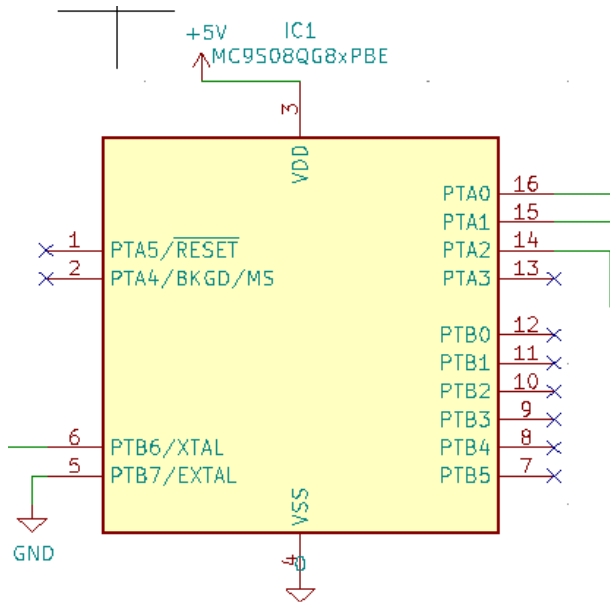 +5V
IC1
MC9S08QG8xPBE
3
VDD
PTA0 16
PTA1 15
1 PTA5/RESET
PTA2 14
2 PTA4/BKGD/MS
PTA3 13
PTB0 12
PTB1 11
PTB2 10
PTB3 9
6 PTB6/XTAL
PTB4 8
5 PTB7/EXTAL
PTB5 7
VSS
4
GND